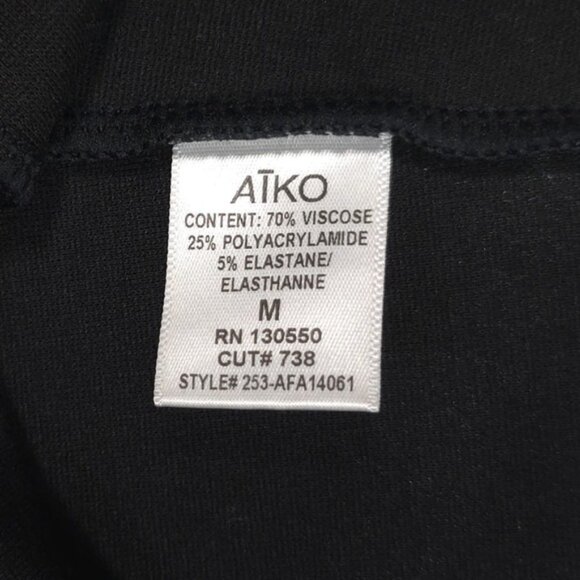 AĪKO
CONTENT: 70% VISCOSE
25% POLYACRYLAMIDE
5% ELASTANE/
ELASTHANNE
M
RN 130550
CUT# 738
STYLE# 253-AFA14061